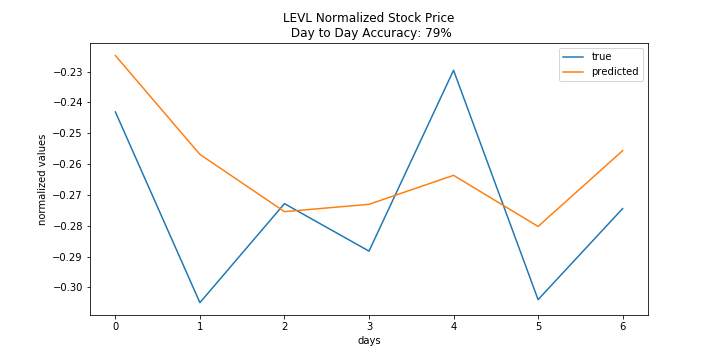 LEVL Normalized Stock Price
Day to Day Accuracy: 79%
true
predicted
normalized values
−0.23
−0.24
−0.25
−0.26
−0.27
−0.28
−0.29
−0.30
0 1 2 3 4 5 6
days